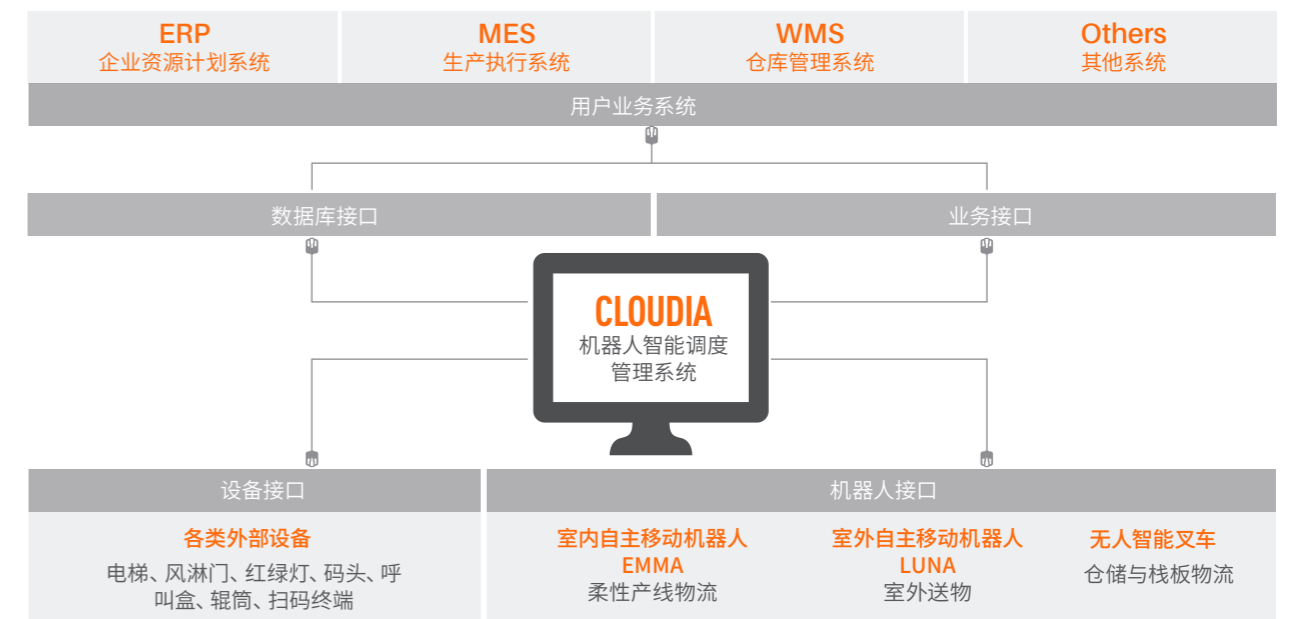 ERP
企业资源计划系统
MES
生产执行系统
WMS
仓库管理系统
Others
其他系统
用户业务系统
数据库接口
业务接口
CLOUDIA
机器人智能调度
管理系统
设备接口
机器人接口
各类外部设备
电梯、风淋门、红绿灯、码头、呼
叫盒、辊筒、扫码终端
室内自主移动机器人
EMMA
柔性产线物流
室外自主移动机器人
LUNA
室外送物
无人智能叉车
仓储与栈板物流